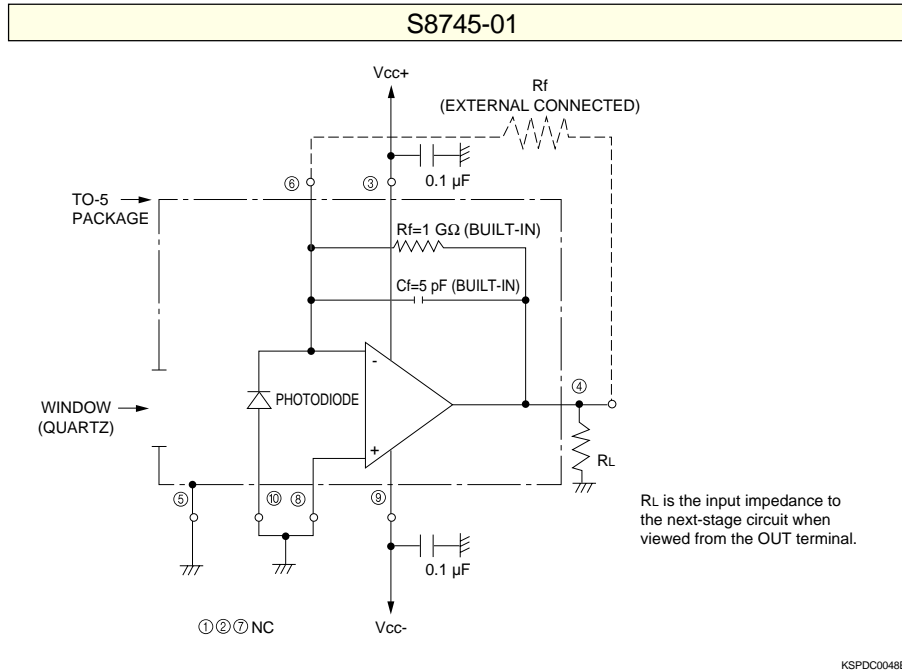 S8745-01
Vcc+
Rf
(EXTERNAL CONNECTED)
0.1 µF
⑥
③
TO-5
PACKAGE
Rf=1 GΩ (BUILT-IN)
Cf=5 pF (BUILT-IN)
-
PHOTODIODE
+
④
WINDOW
(QUARTZ)
RL
⑤
⑩
⑧
⑨
RL is the input impedance to
the next-stage circuit when
viewed from the OUT terminal.
0.1 µF
①②⑦ NC
Vcc-